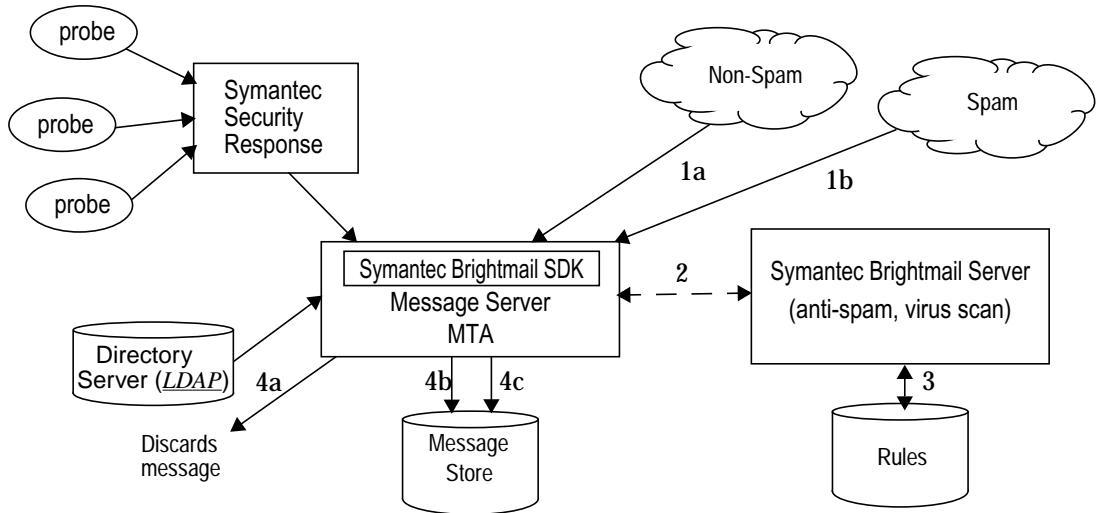 probe
Symantec
Security
Response
probe
probe
Non-Spam
Spam
1a
1b
Symantec Brightmail SDK
Message Server
MTA
2
Symantec Brightmail Server
(anti-spam, virus scan)
Directory
Server (LDAP)
4a
4b
4c
3
Discards
message
Message
Store
Rules